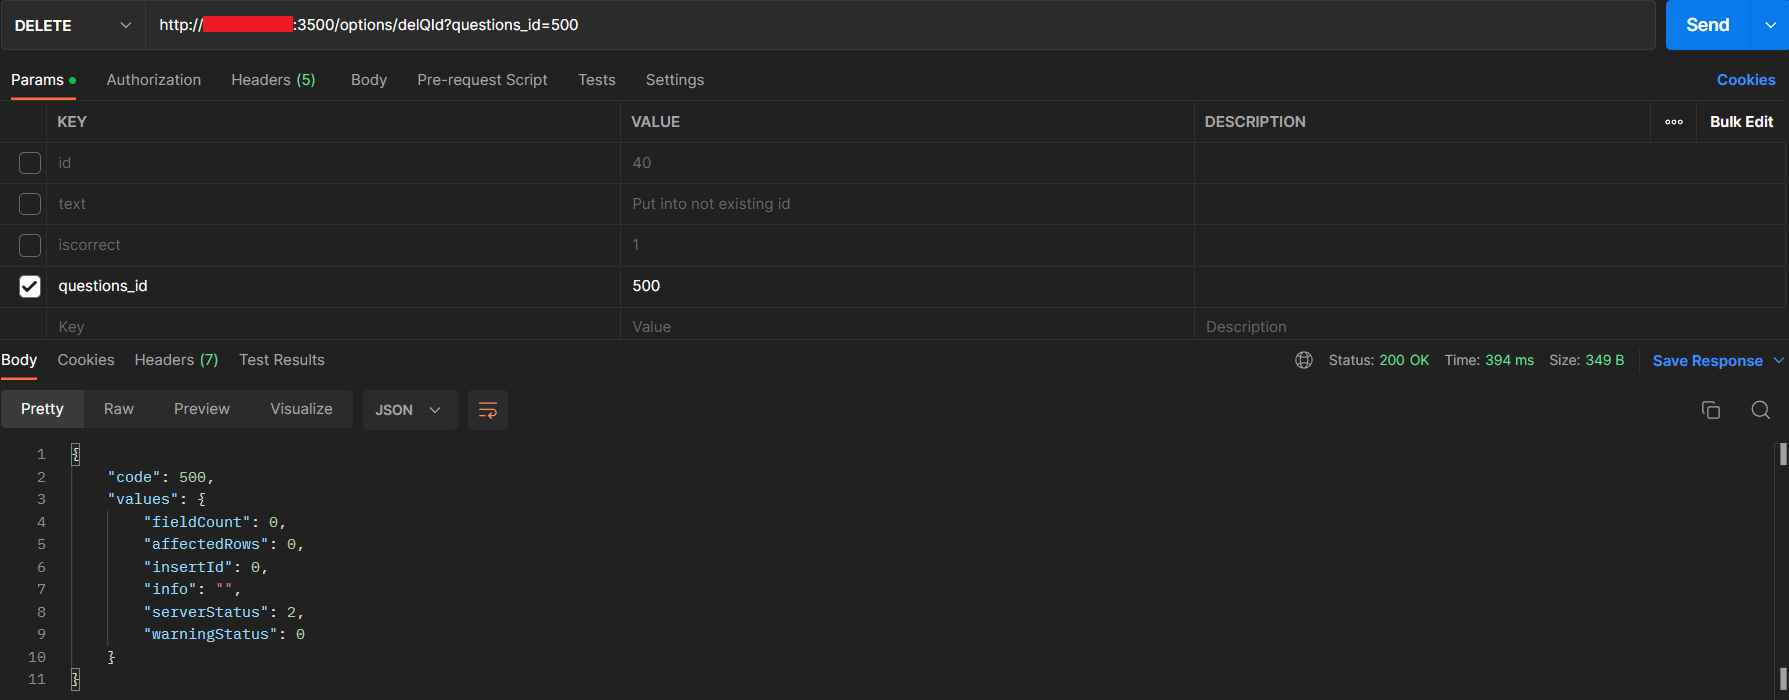 DELETE http:// :3500/options/delQId?questions_id=500 Send
Params Authorization Headers (5) Body Pre-request Script Tests Settings Cookies
KEY VALUE DESCRIPTION Bulk Edit
id 40
text Put into not existing id
iscorrect 1
questions_id 500
Key Value Description
Body Cookies Headers (7) Test Results Status: 200 OK Time: 394 ms Size: 349 B Save Response
Pretty Raw Preview Visualize JSON
1 {
2 "code": 500,
3 "values": {
4 "fieldCount": 0,
5 "affectedRows": 0,
6 "insertId": 0,
7 "info": "",
8 "serverStatus": 2,
9 "warningStatus": 0
10 }
11 }